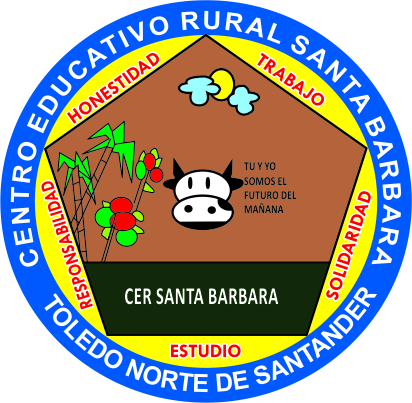 CENTRO EDUCATIVO RURAL SANTA BARBARA
HONESTIDAD
TRABAJO
TU Y YO
SOMOS EL
FUTURO DEL
MAÑANA
RESPONSABILIDAD
SOLIDARIDAD
CER SANTA BARBARA
ESTUDIO
TOLEDO NORTE DE SANTANDER